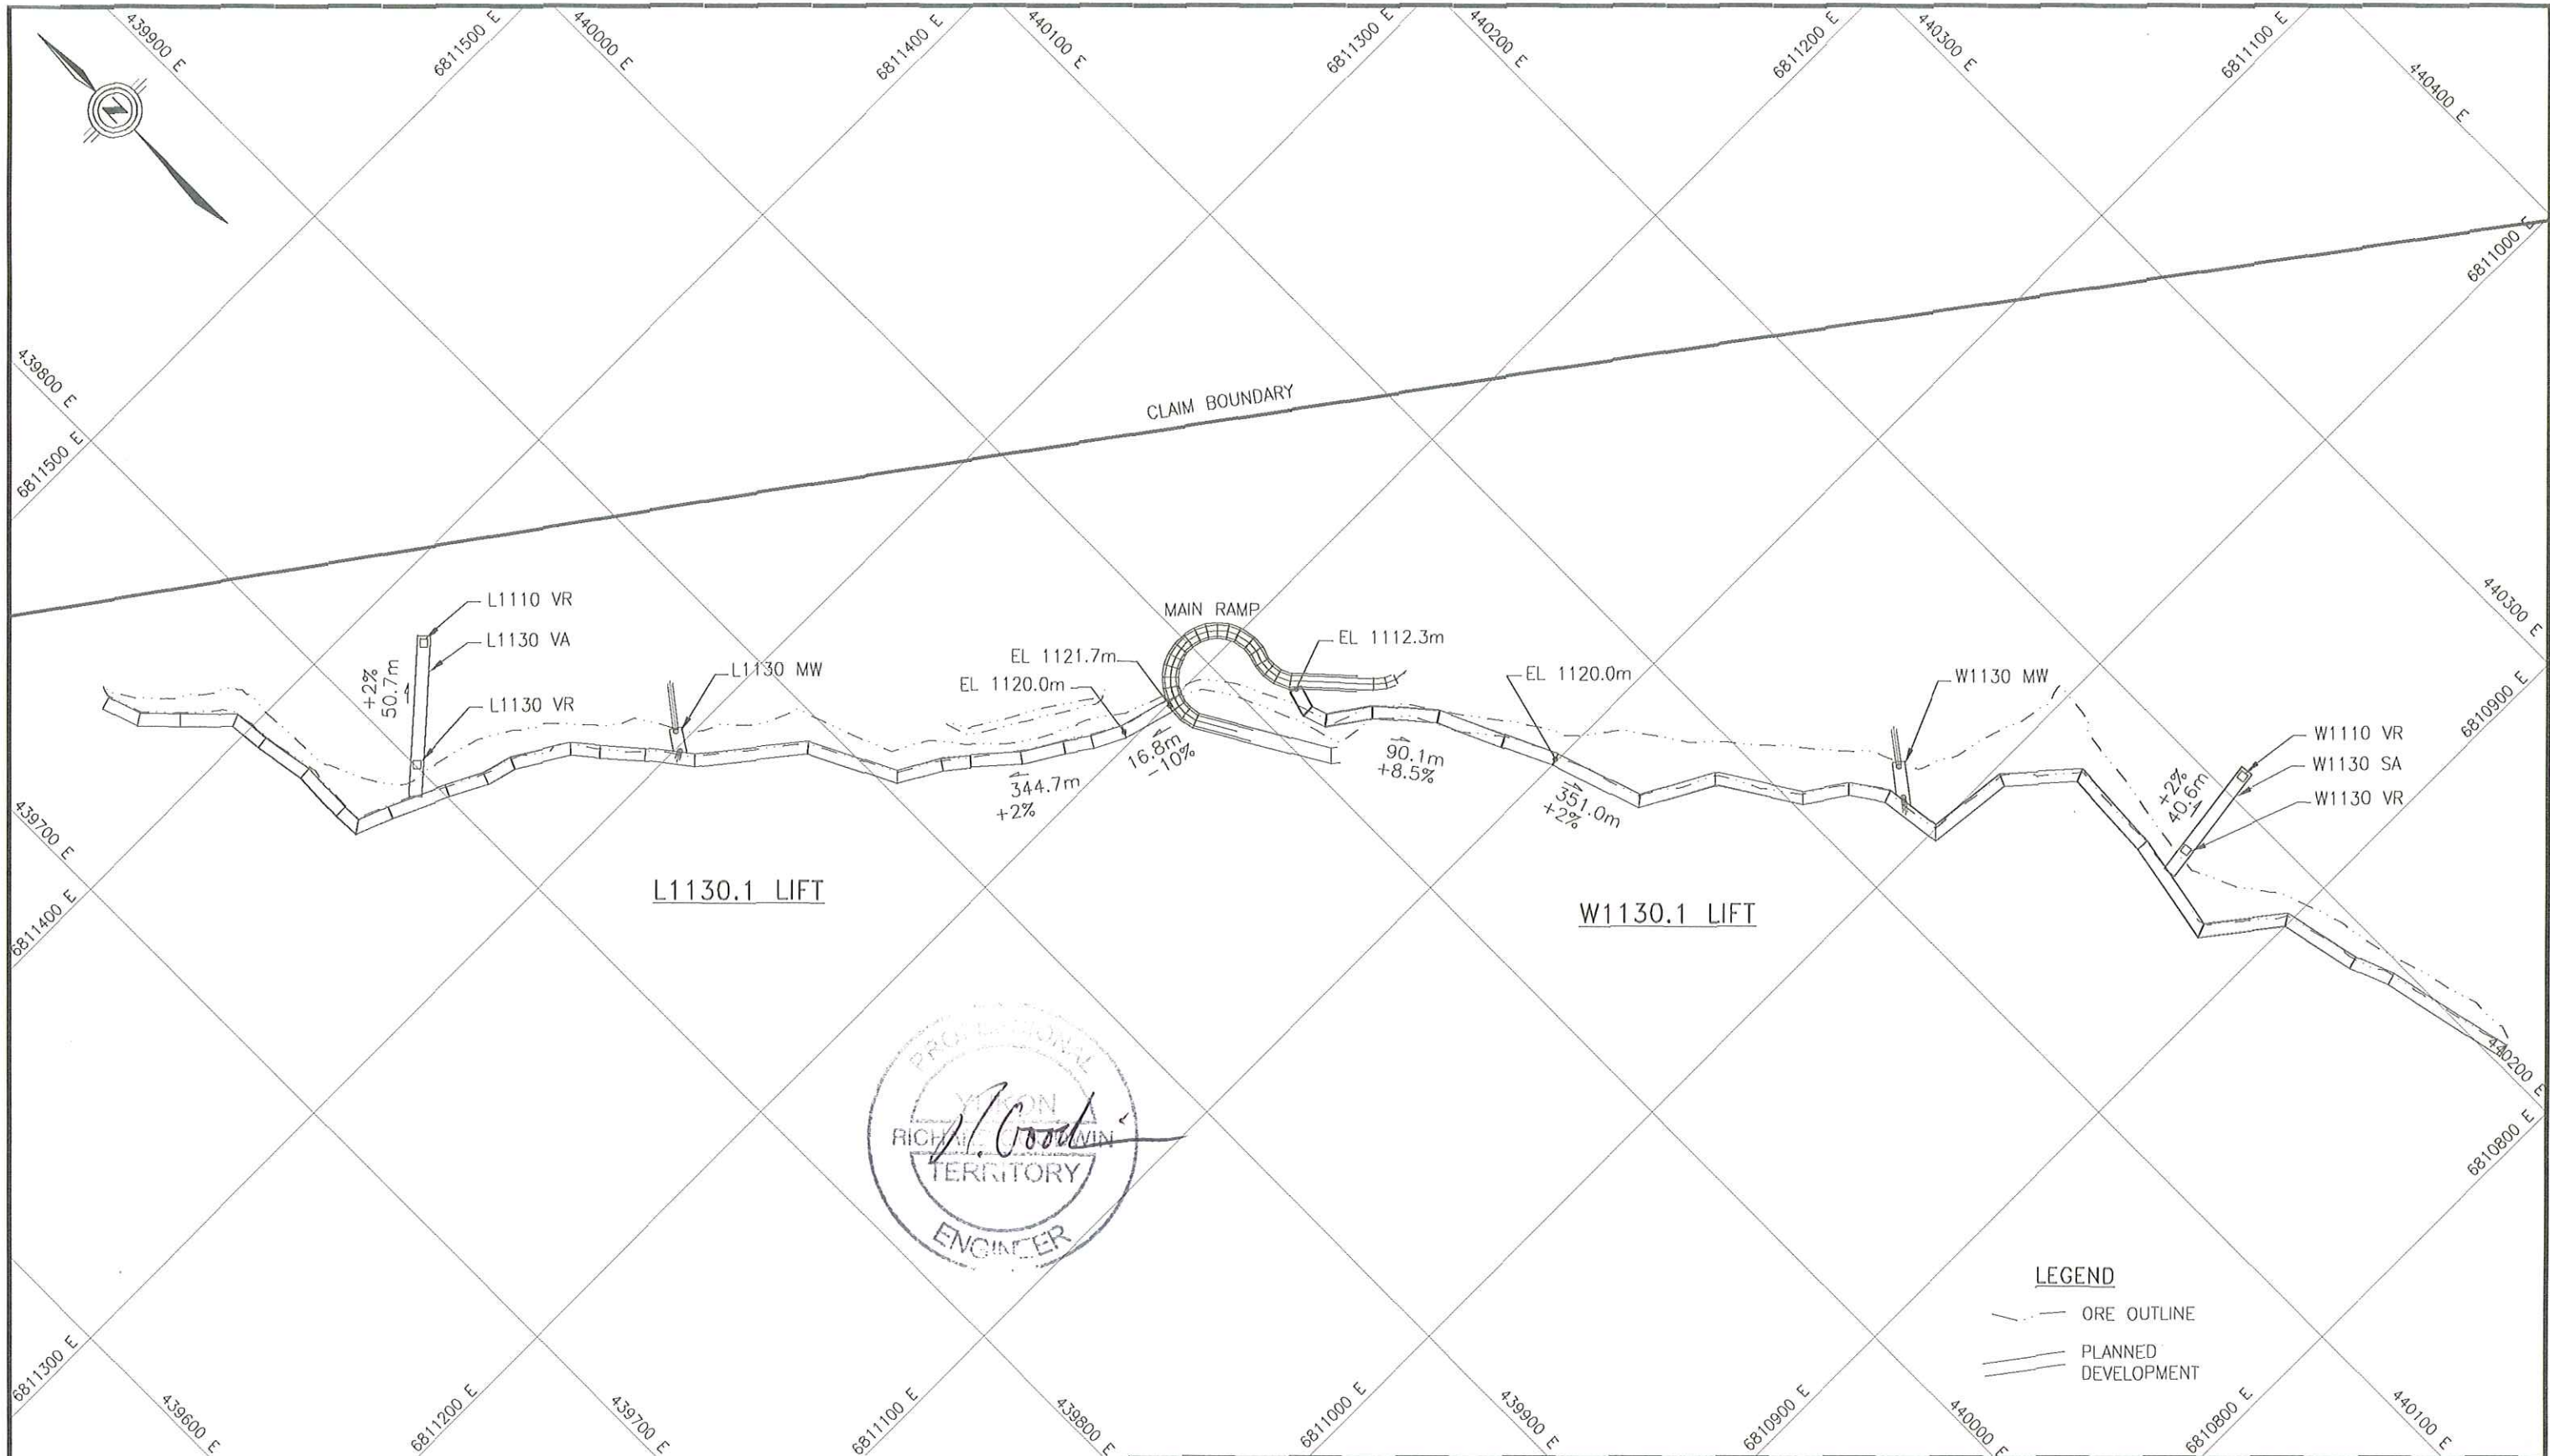 439900 E
6811500 E
440000 E
6811400 E
440100 E
6811300 E
440200 E
6811200 E
440300 E
6811100 E
440400 E
N
6811000 E
439800 E
6811500 E
CLAIM BOUNDARY
L1110 VR
L1130 VA
+2%
50.7m
L1130 VR
L1130 MW
MAIN RAMP
EL 1121.7m
EL 1120.0m
EL 1112.3m
EL 1120.0m
W1130 MW
440300 E
6810900 E
W1110 VR
W1130 SA
W1130 VR
+2%
40.6m
16.8m
-10%
344.7m
+2%
90.1m
+8.5%
351.0m
+2%
439700 E
6811400 E
L1130.1 LIFT
W1130.1 LIFT
440200 E
6810800 E
PROFESSIONAL
YUKON
TERRITORY
ENGINEER
LEGEND
ORE OUTLINE
PLANNED
DEVELOPMENT
6811300 E
439600 E
6811200 E
439700 E
6811100 E
439800 E
6811000 E
439900 E
6810900 E
440000 E
6810800 E
440100 E